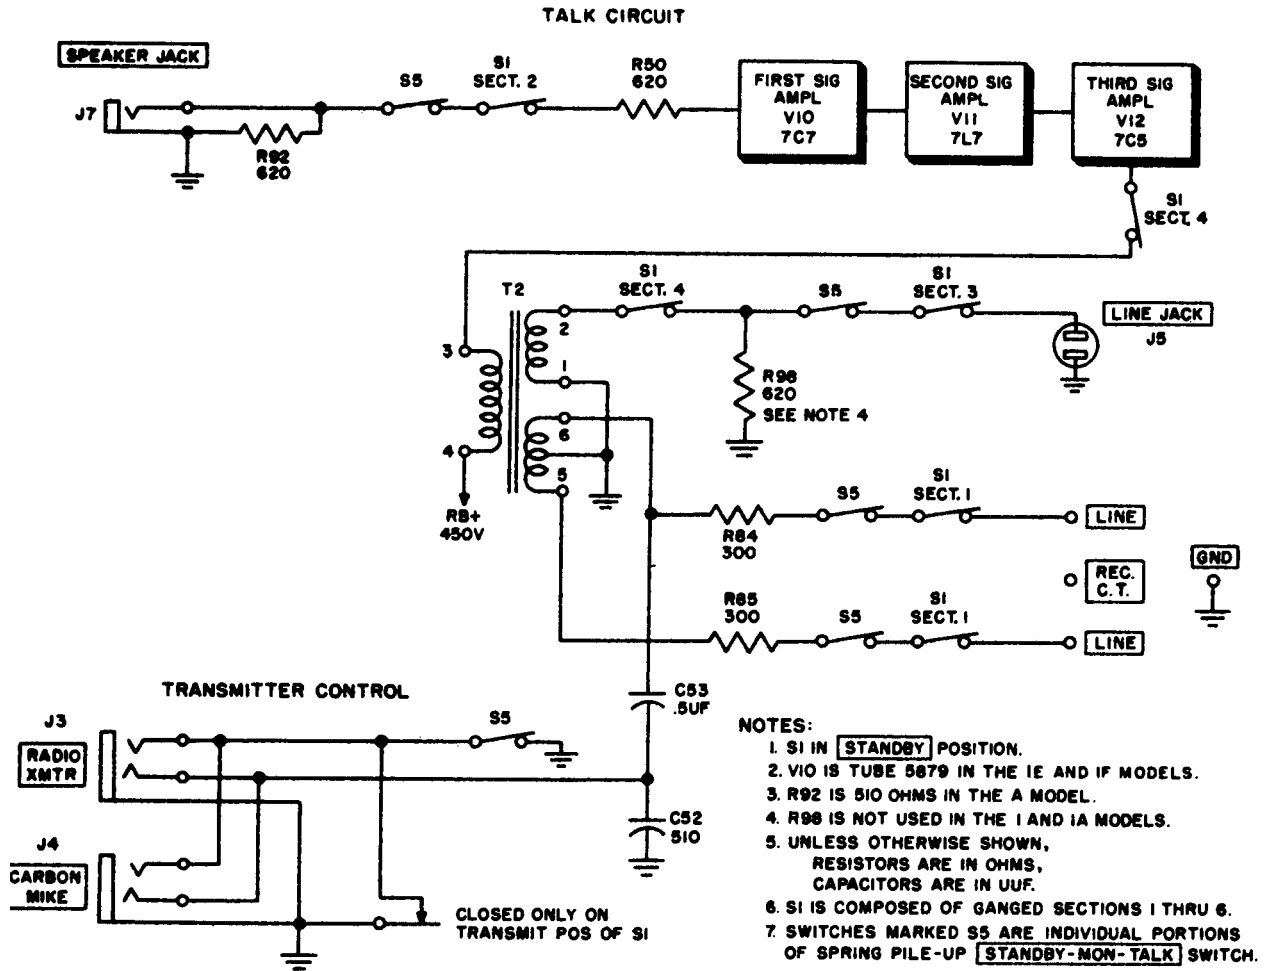 TALK CIRCUIT
SPEAKER JACK
J7
R92
620
S5
S1
SECT. 2
R50
620
FIRST SIG
AMPL
V10
7C7
SECOND SIG
AMPL
V11
7L7
THIRD SIG
AMPL
V12
7C5
S1
SECT. 4
T2
3
4
RB+
450V
2
1
6
5
S1
SECT. 4
S5
S1
SECT. 3
LINE JACK
J5
R98
620
SEE NOTE 4
R84
300
S5
S1
SECT. 1
LINE
REC.
C.T.
GND
R85
300
S5
S1
SECT. 1
LINE
C53
.5UF
C52
510
TRANSMITTER CONTROL
J3
RADIO
XMTR
S5
J4
CARBON
MIKE
CLOSED ONLY ON
TRANSMIT POS OF S1
NOTES:
1. S1 IN STANDBY POSITION.
2. V10 IS TUBE 5879 IN THE 1E AND 1F MODELS.
3. R92 IS 510 OHMS IN THE A MODEL.
4. R98 IS NOT USED IN THE 1 AND 1A MODELS.
5. UNLESS OTHERWISE SHOWN,
RESISTORS ARE IN OHMS,
CAPACITORS ARE IN UUF.
6. S1 IS COMPOSED OF GANGED SECTIONS 1 THRU 6.
7. SWITCHES MARKED S5 ARE INDIVIDUAL PORTIONS
OF SPRING PILE-UP STANDBY-MON-TALK SWITCH.